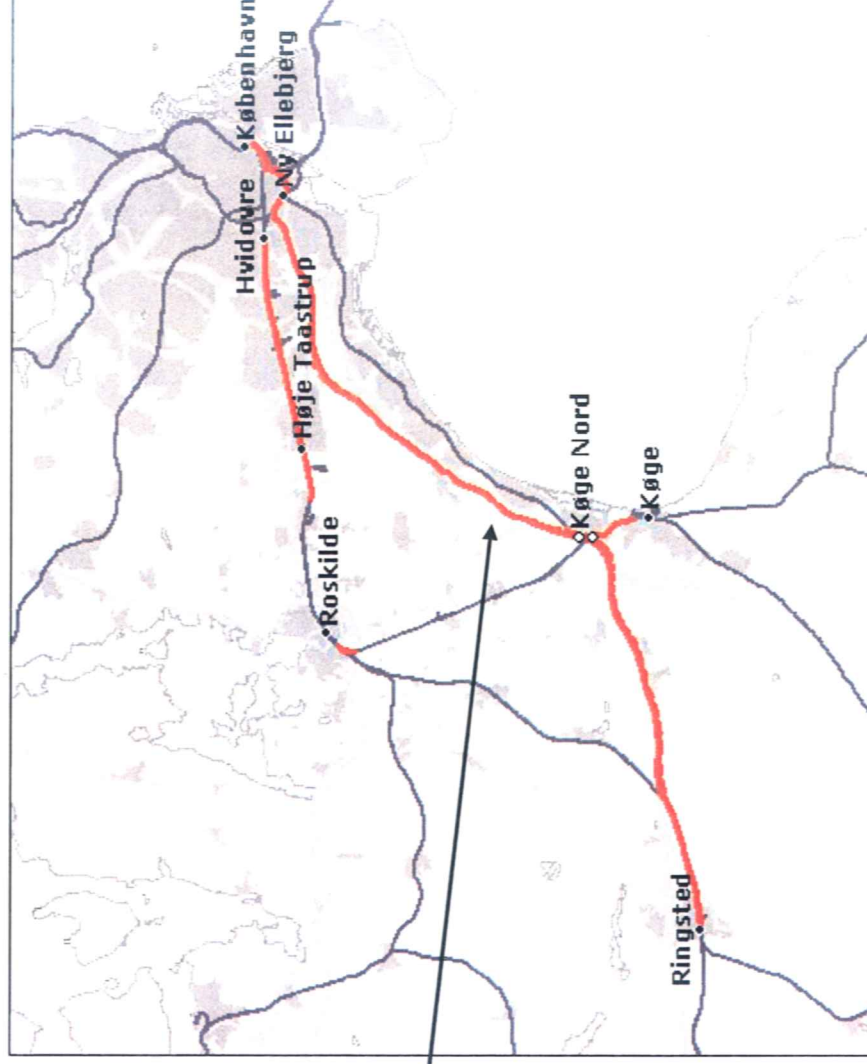 København
Ny Ellebjerg
Hvidovre
Høje Taastrup
Roskilde
Køge Nord
Køge
Ringsted